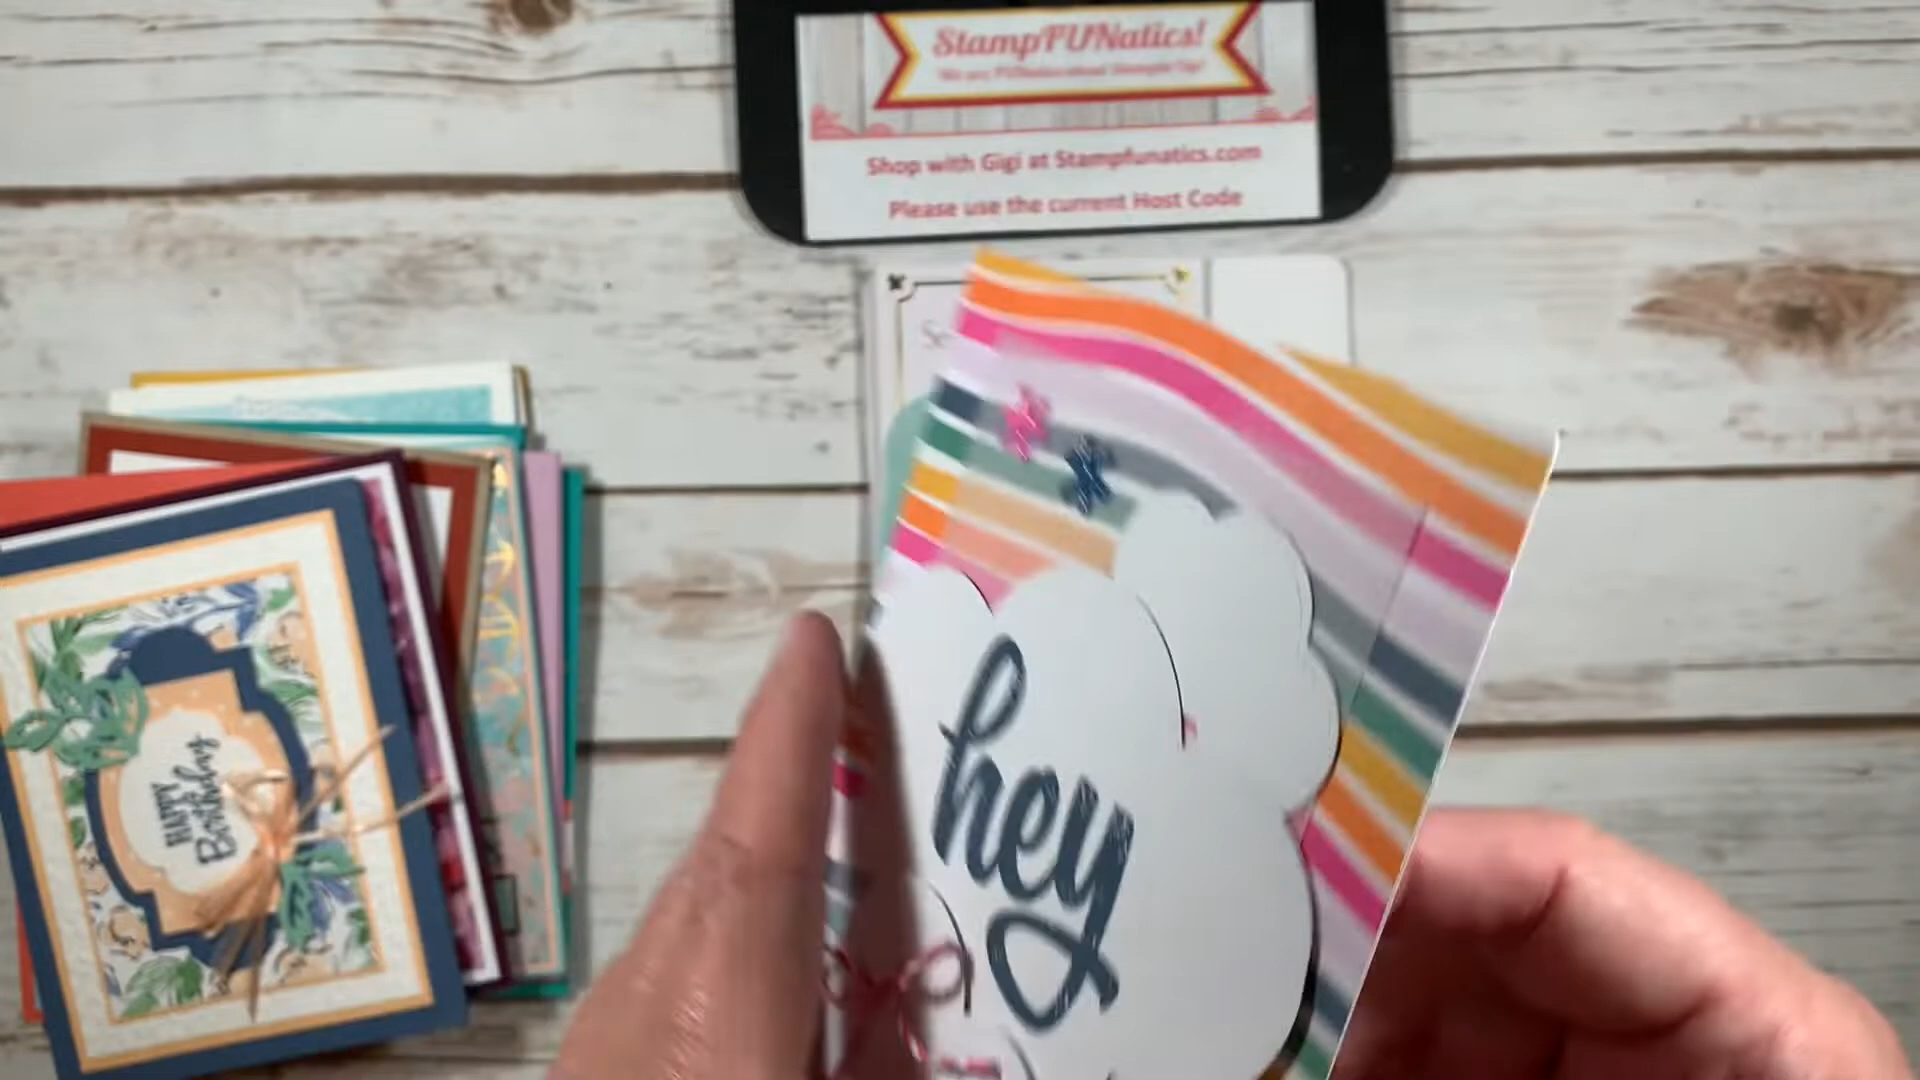 StampFUNatics!
Shop with Gigi at Stampfunatics.com
Please use the current Host Code
hey
HAPPY
Birthday